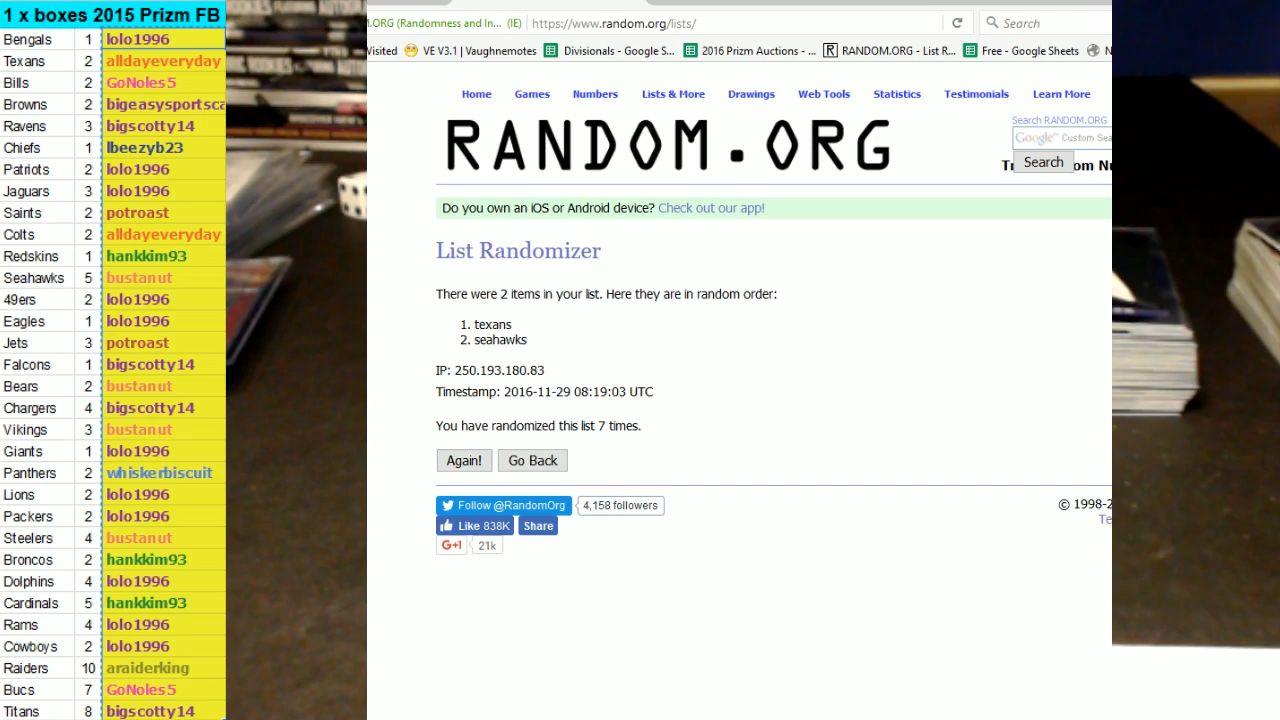 1 x boxes 2015 Prizm FB
Bengals 1 lolo1996
Texans 2 alldayeveryday
Bills 2 GoNoles5
Browns 2 bigeasysportsca
Ravens 3 bigscotty14
Chiefs 1 lbeezyb23
Patriots 2 lolo1996
Jaguars 3 lolo1996
Saints 2 potroast
Colts 2 alldayeveryday
Redskins 1 hankkim93
Seahawks 5 bustanut
49ers 2 lolo1996
Eagles 1 lolo1996
Jets 3 potroast
Falcons 1 bigscotty14
Bears 2 bustanut
Chargers 4 bigscotty14
Vikings 3 bustanut
Giants 1 lolo1996
Panthers 2 whiskerbiscuit
Lions 2 lolo1996
Packers 2 lolo1996
Steelers 4 bustanut
Broncos 2 hankkim93
Dolphins 4 lolo1996
Cardinals 5 hankkim93
Rams 4 lolo1996
Cowboys 2 lolo1996
Raiders 10 araiderking
Bucs 7 GoNoles5
Titans 8 bigscotty14
.ORG (Randomness and In... (IE) https://www.random.org/lists/ Search
Visited VE V3.1 | Vaughnemotes Divisionals - Google S... 2016 Prizm Auctions - ... RANDOM.ORG - List R... Free - Google Sheets N
Home Games Numbers Lists & More Drawings Web Tools Statistics Testimonials Learn More
Search RANDOM.ORG
Google™ Custom Sea
RANDOM.ORG
Search
Do you own an iOS or Android device? Check out our app!
List Randomizer
There were 2 items in your list. Here they are in random order:
1. texans
2. seahawks
IP: 250.193.180.83
Timestamp: 2016-11-29 08:19:03 UTC
You have randomized this list 7 times.
Again! Go Back
Follow @RandomOrg 4,158 followers
© 1998-2
Like 838K Share
Te
G+1 21k